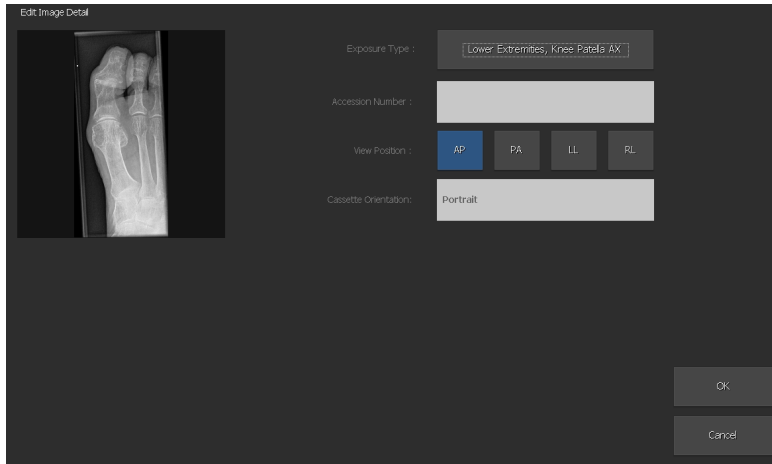 Edit Image Detail
Exposure Type :
Lower Extremities, Knee Patella AX
Accession Number :
View Position :
AP
PA
LL
RL
Cassette Orientation:
Portrait
OK
Cancel